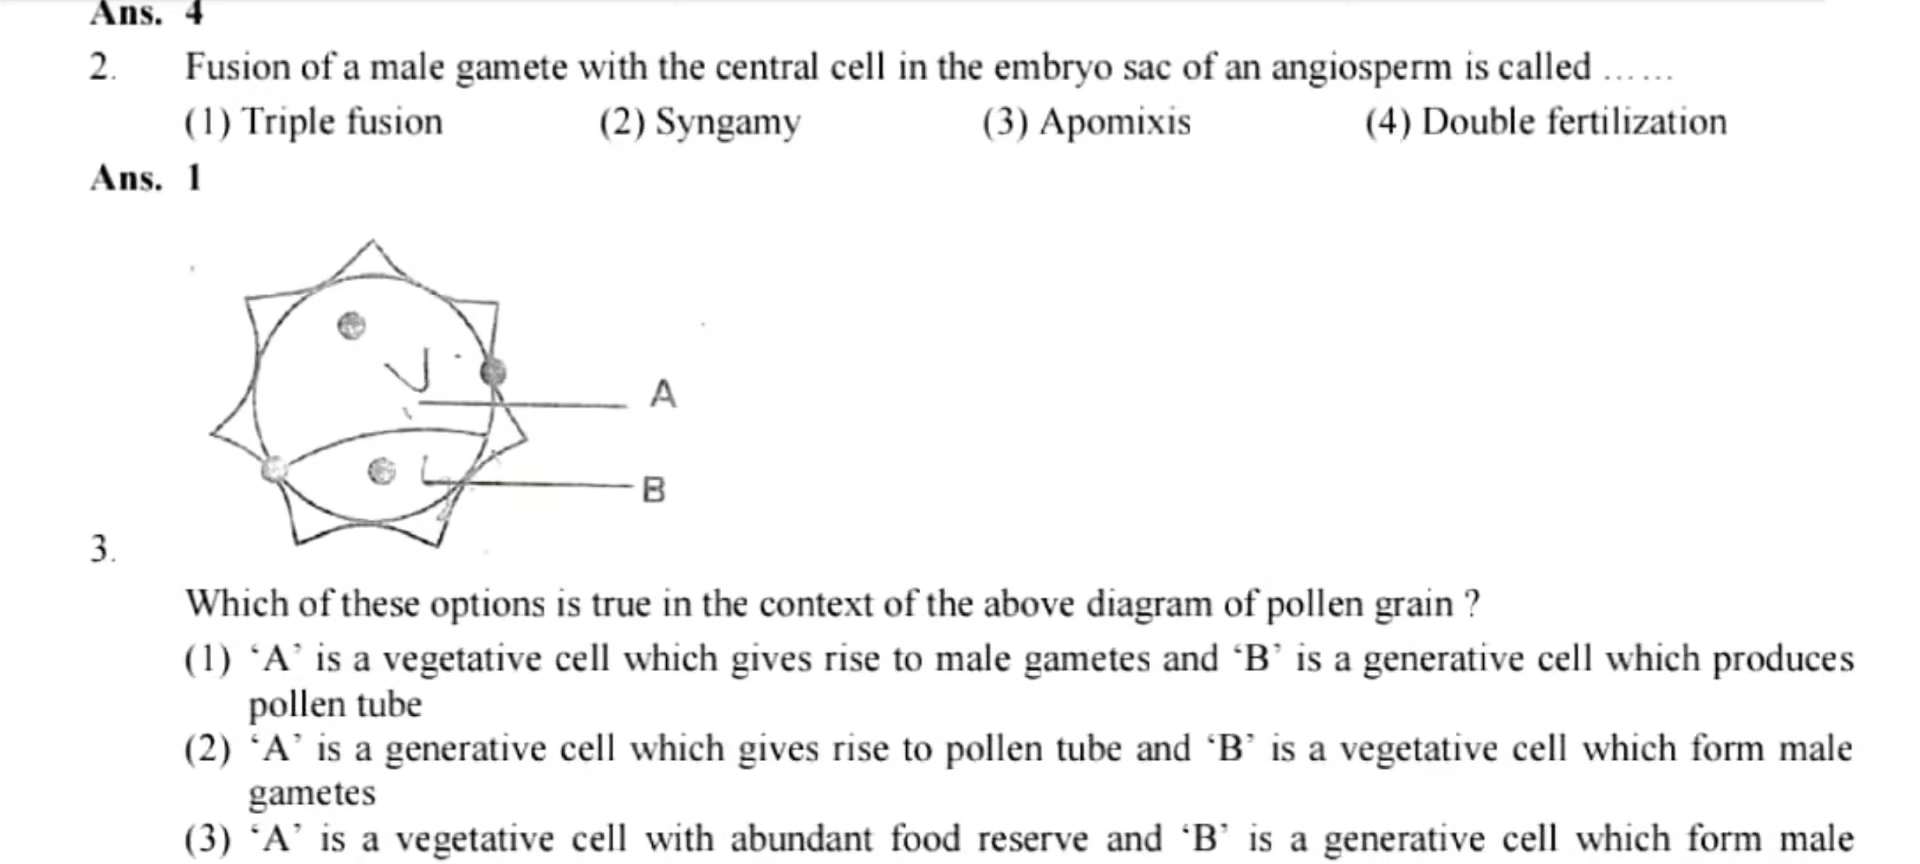 Ans. 4
2. Fusion of a male gamete with the central cell in the embryo sac of an angiosperm is called ......
(1) Triple fusion (2) Syngamy (3) Apomixis (4) Double fertilization
Ans. 1
A
B
3.
Which of these options is true in the context of the above diagram of pollen grain ?
(1) ‘A’ is a vegetative cell which gives rise to male gametes and ‘B’ is a generative cell which produces
pollen tube
(2) ‘A’ is a generative cell which gives rise to pollen tube and ‘B’ is a vegetative cell which form male
gametes
(3) ‘A’ is a vegetative cell with abundant food reserve and ‘B’ is a generative cell which form male